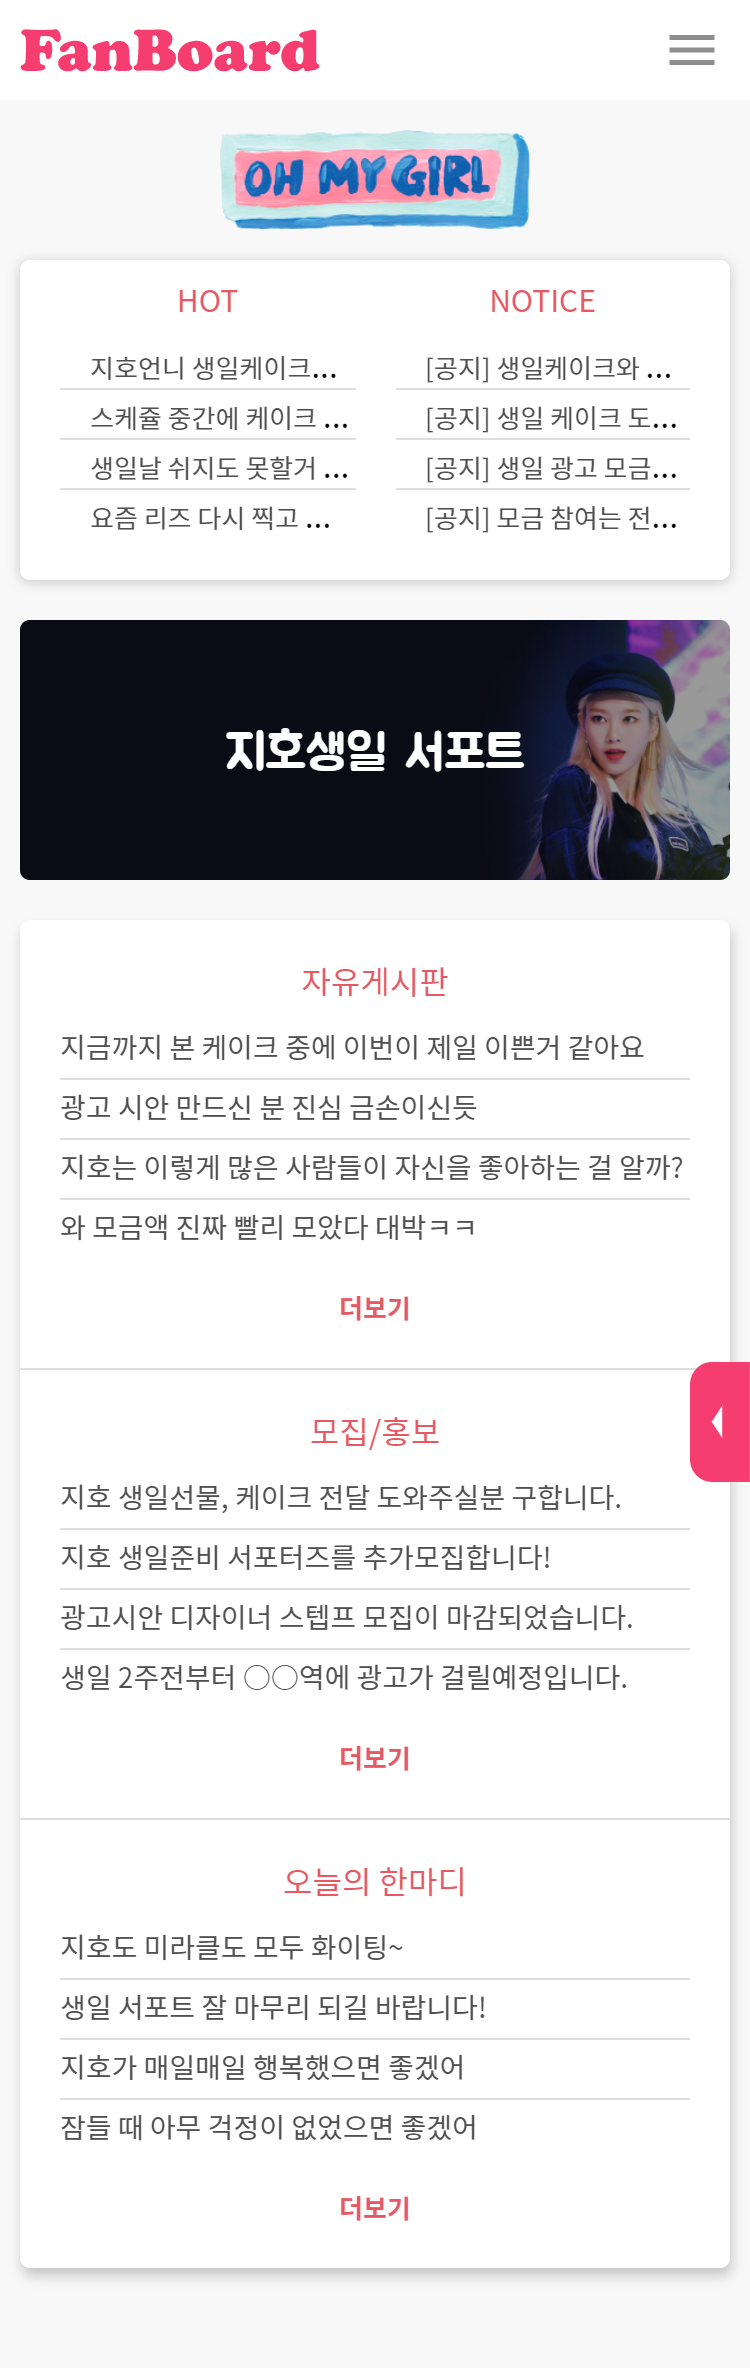 FanBoard
OH MY GIRL
HOT
지호언니 생일케이크...
스케쥴 중간에 케이크 ...
생일날 쉬지도 못할거 ...
요즘 리즈 다시 찍고 ...
NOTICE
[공지] 생일케이크와 ...
[공지] 생일 케이크 도...
[공지] 생일 광고 모금...
[공지] 모금 참여는 전...
지호생일 서포트
자유게시판
지금까지 본 케이크 중에 이번이 제일 이쁜거 같아요
광고 시안 만드신 분 진심 금손이신듯
지호는 이렇게 많은 사람들이 자신을 좋아하는 걸 알까?
와 모금액 진짜 빨리 모았다 대박ㅋㅋ
더보기
모집/홍보
지호 생일선물, 케이크 전달 도와주실분 구합니다.
지호 생일준비 서포터즈를 추가모집합니다!
광고시안 디자이너 스텝프 모집이 마감되었습니다.
생일 2주전부터 〇〇역에 광고가 걸릴예정입니다.
더보기
오늘의 한마디
지호도 미라클도 모두 화이팅~
생일 서포트 잘 마무리 되길 바랍니다!
지호가 매일매일 행복했으면 좋겠어
잠들 때 아무 걱정이 없었으면 좋겠어
더보기